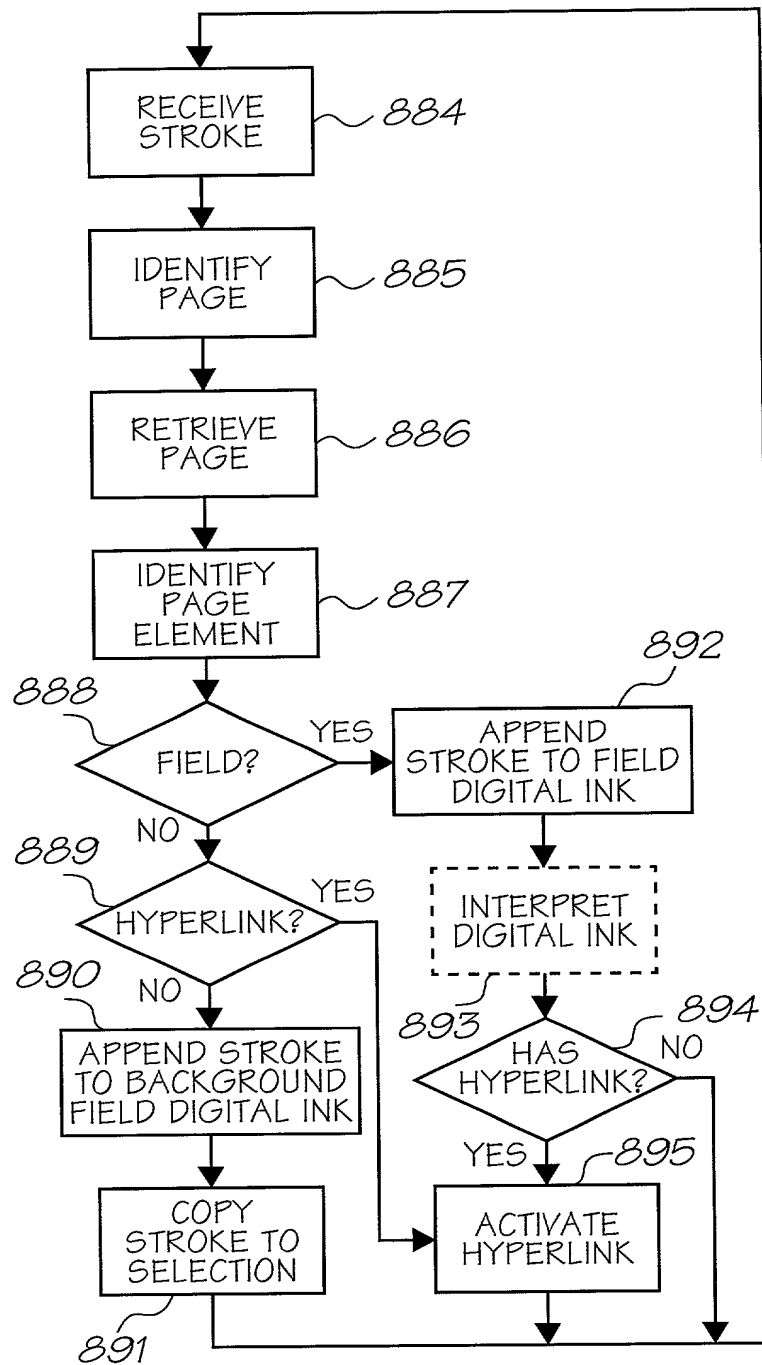 RECEIVE
STROKE
884
IDENTIFY
PAGE
885
RETRIEVE
PAGE
886
IDENTIFY
PAGE
ELEMENT
887
888
FIELD?
YES
NO
892
APPEND
STROKE TO FIELD
DIGITAL INK
889
HYPERLINK?
YES
NO
INTERPRET
DIGITAL INK
893
890
APPEND STROKE
TO BACKGROUND
FIELD DIGITAL INK
894
HAS
HYPERLINK?
NO
YES
COPY
STROKE TO
SELECTION
891
895
ACTIVATE
HYPERLINK